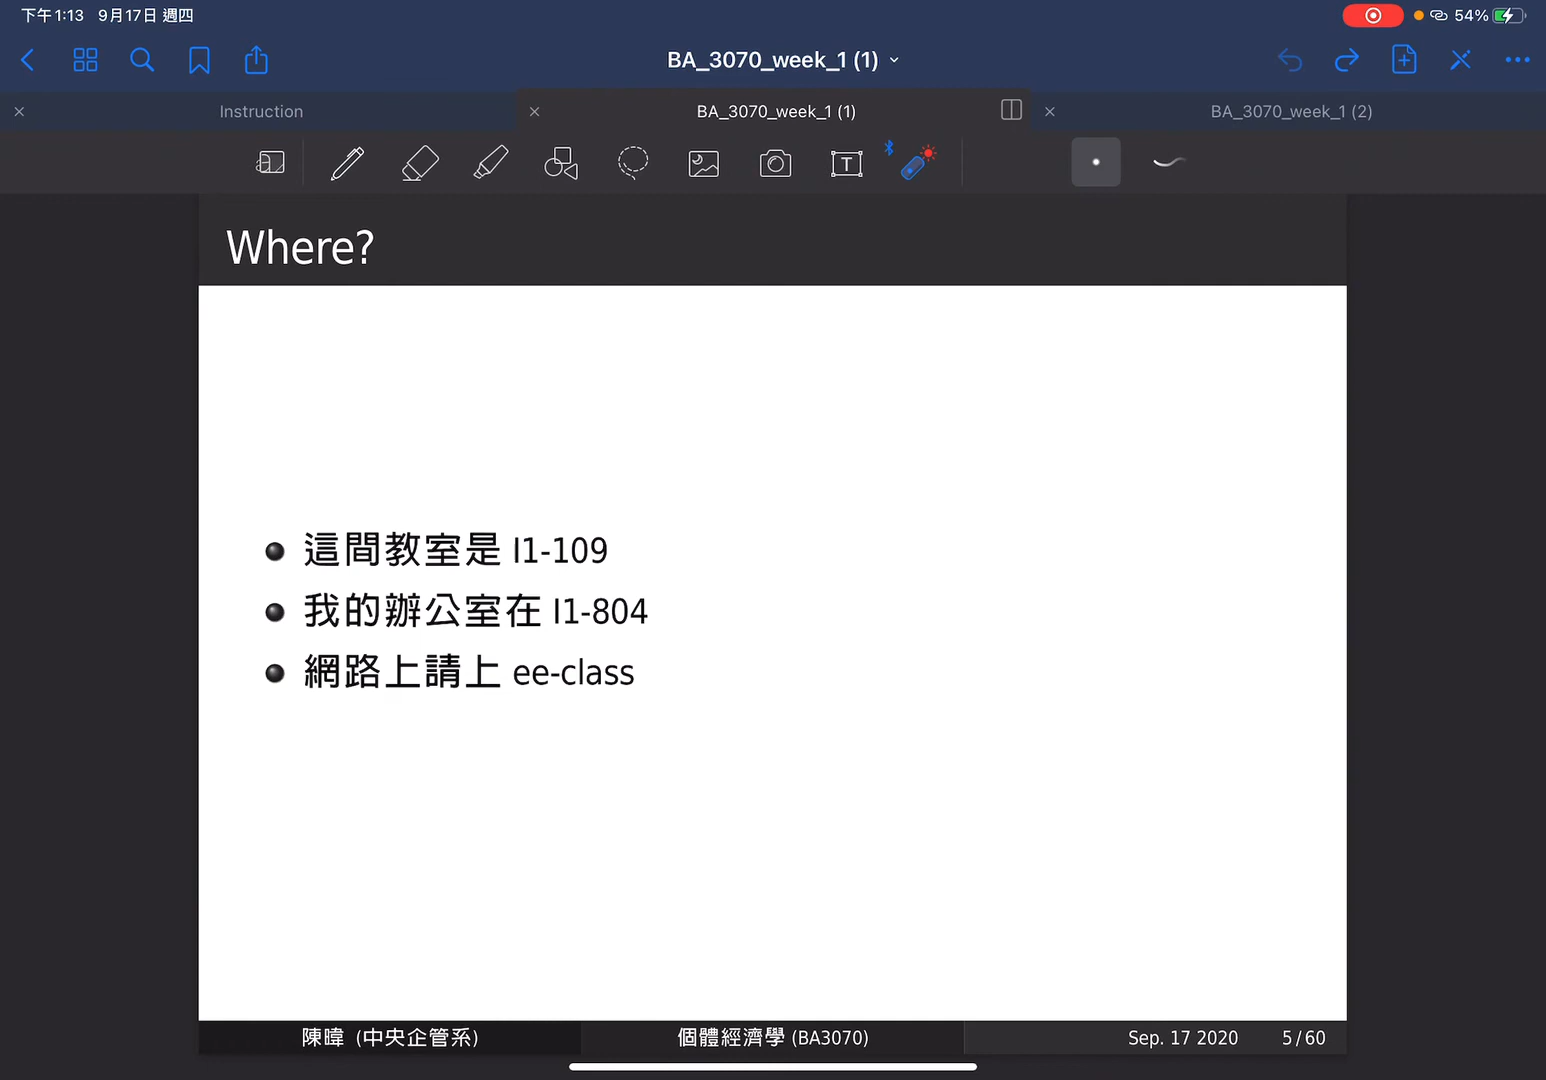 下午1:13 9月17日 週四 54%
BA_3070_week_1 (1)
Instruction BA_3070_week_1 (1) BA_3070_week_1 (2)
T
Where?
這間教室是 I1-109
我的辦公室在 I1-804
網路上請上 ee-class
陳暐 (中央企管系) 個體經濟學 (BA3070) Sep. 17 2020 5/60